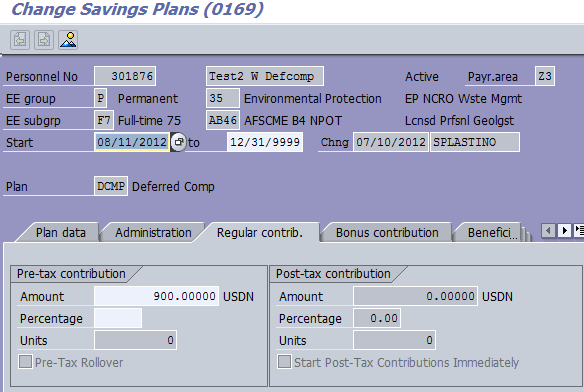 Change Savings Plans (0169)
Personnel No 301876 Test2 W Defcomp Active Payr.area Z3
EE group P Permanent 35 Environmental Protection EP NCRO Wste Mgmt
EE subgrp F7 Full-time 75 AB46 AFSCME B4 NPOT Lcnsd Prfsnl Geolgst
Start 08/11/2012 to 12/31/9999 Chng 07/10/2012 SPLASTINO
Plan DCMP Deferred Comp
Plan data Administration Regular contrib. Bonus contribution Benefici...
Pre-tax contribution Post-tax contribution
Amount 900.00000 USDN Amount 0.00000 USDN
Percentage Percentage 0.00
Units 0 Units 0
Pre-Tax Rollover Start Post-Tax Contributions Immediately